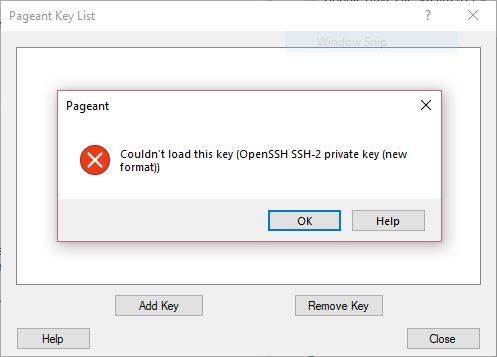 Pageant Key List
Window Snip
Pageant
Couldn't load this key (OpenSSH SSH-2 private key (new
format))
OK
Help
Add Key
Remove Key
Help
Close